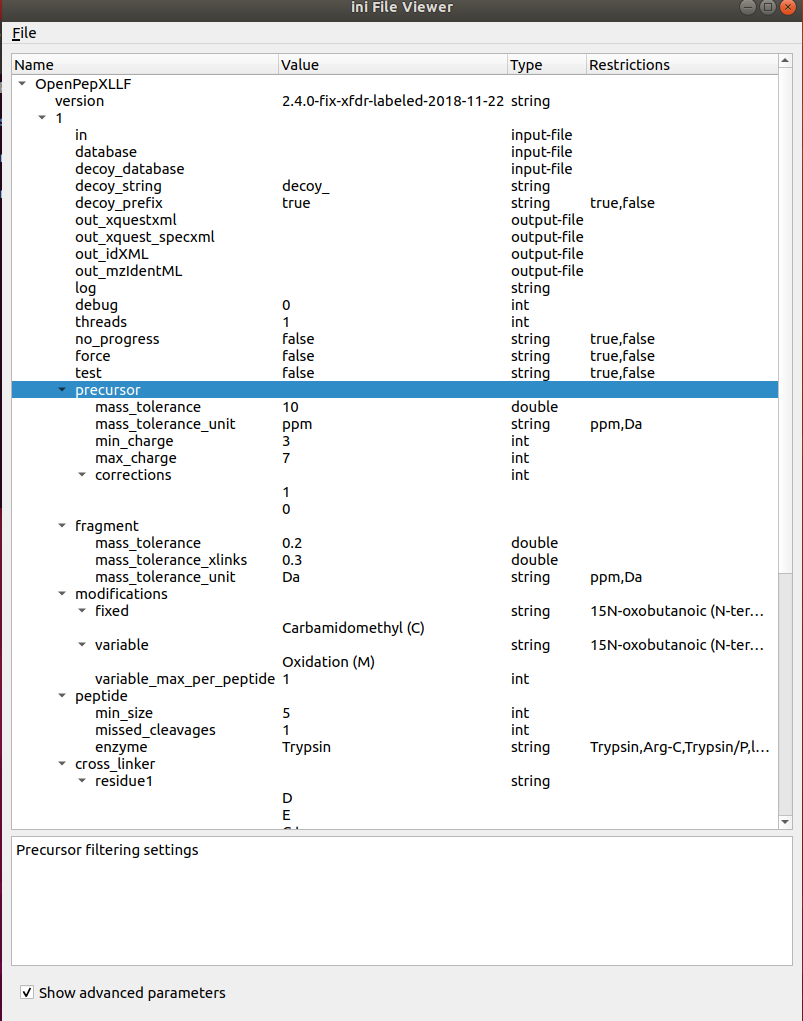 ini File Viewer
File
Name Value Type Restrictions
OpenPepXLLF
version 2.4.0-fix-xfdr-labeled-2018-11-22 string
1
in input-file
database input-file
decoy_database input-file
decoy_string decoy_ string
decoy_prefix true string true,false
out_xquestxml output-file
out_xquest_specxml output-file
out_idXML output-file
out_mzIdentML output-file
log string
debug 0 int
threads 1 int
no_progress false string true,false
force false string true,false
test false string true,false
precursor
mass_tolerance 10 double
mass_tolerance_unit ppm string ppm,Da
min_charge 3 int
max_charge 7 int
corrections int
1
0
fragment
mass_tolerance 0.2 double
mass_tolerance_xlinks 0.3 double
mass_tolerance_unit Da string ppm,Da
modifications
fixed string 15N-oxobutanoic (N-ter...
Carbamidomethyl (C)
variable string 15N-oxobutanoic (N-ter...
Oxidation (M)
variable_max_per_peptide 1 int
peptide
min_size 5 int
missed_cleavages 1 int
enzyme Trypsin string Trypsin,Arg-C,Trypsin/P,l...
cross_linker
residue1 string
D
E
Precursor filtering settings
Show advanced parameters